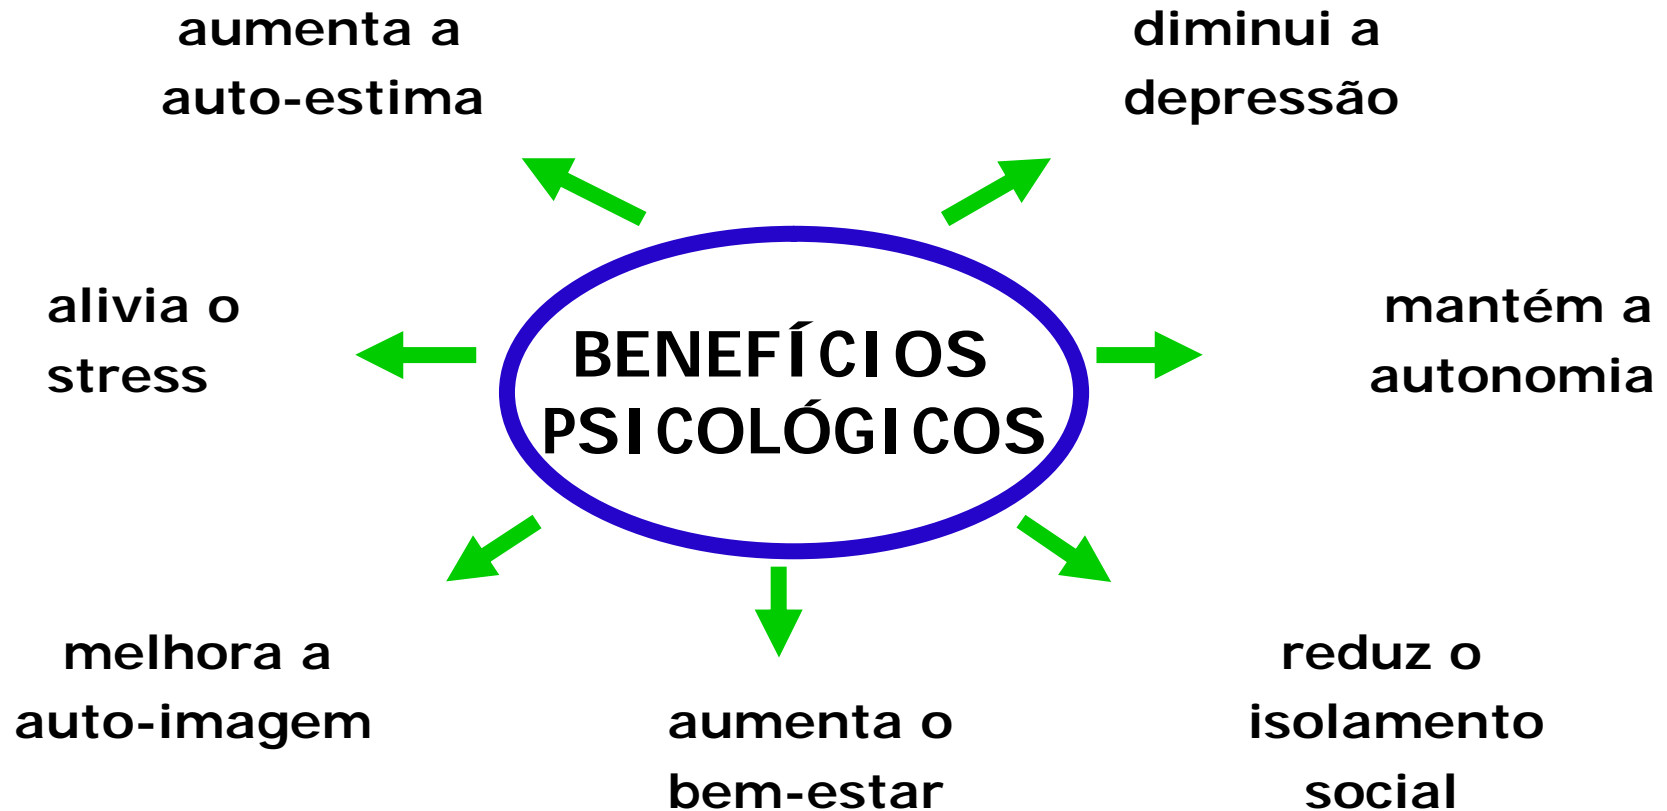 aumenta a
auto-estima
diminui a
depressão
alivia o
stress
BENEFÍCIOS
PSICOLÓGICOS
mantém a
autonomia
melhora a
auto-imagem
aumenta o
bem-estar
reduz o
isolamento
social